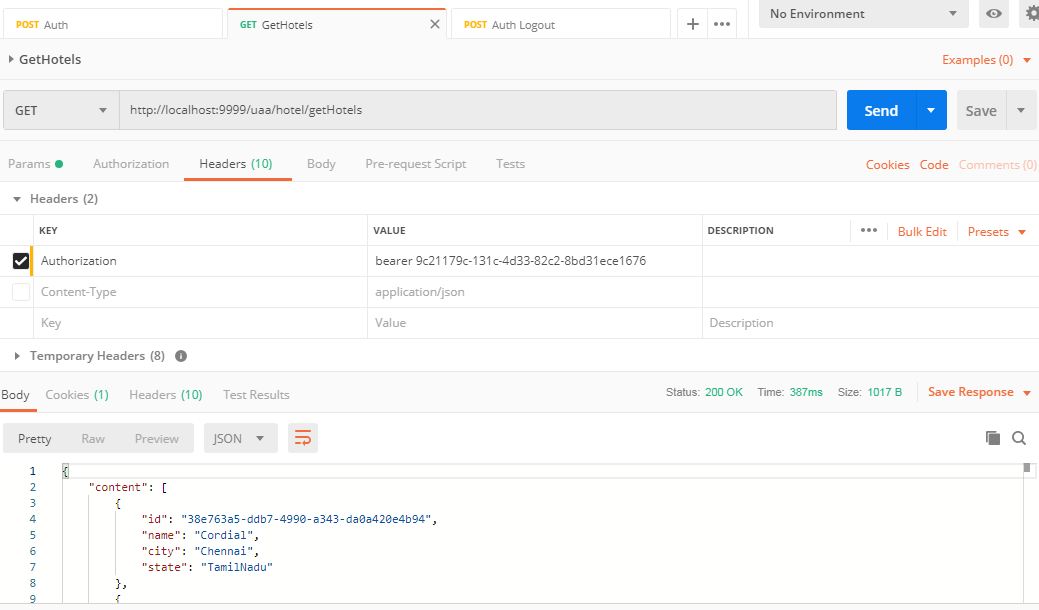 POST Auth GET GetHotels POST Auth Logout No Environment
GetHotels Examples (0)
GET http://localhost:9999/uaa/hotel/getHotels Send Save
Params Authorization Headers (10) Body Pre-request Script Tests Cookies Code Comments (0)
Headers (2)
KEY VALUE DESCRIPTION Bulk Edit Presets
Authorization bearer 9c21179c-131c-4d33-82c2-8bd31ece1676
Content-Type application/json
Key Value Description
Temporary Headers (8)
Body Cookies (1) Headers (10) Test Results Status: 200 OK Time: 387ms Size: 1017 B Save Response
Pretty Raw Preview JSON
1 {
2 "content": [
3 {
4 "id": "38e763a5-ddb7-4990-a343-da0a420e4b94",
5 "name": "Cordial",
6 "city": "Chennai",
7 "state": "TamilNadu"
8 },
9 {